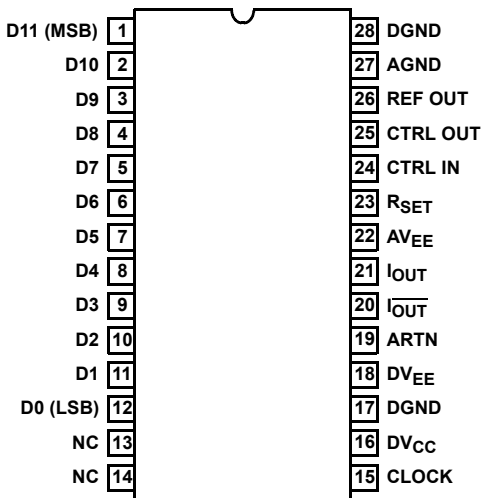 D11 (MSB) 1 28 DGND
D10 2 27 AGND
D9 3 26 REF OUT
D8 4 25 CTRL OUT
D7 5 24 CTRL IN
D6 6 23 RSET
D5 7 22 AVEE
D4 8 21 IOUT
D3 9 20 I̅O̅U̅T̅
D2 10 19 ARTN
D1 11 18 DVEE
D0 (LSB) 12 17 DGND
NC 13 16 DVCC
NC 14 15 CLOCK